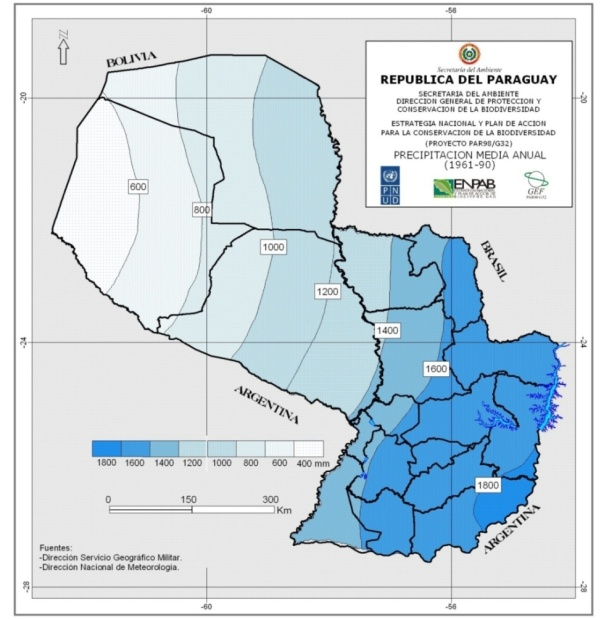 -60
-56
BOLIVIA
-20
-20
Secretaria del Ambiente
REPUBLICA DEL PARAGUAY
SECRETARIA DEL AMBIENTE
DIRECCION GENERAL DE PROTECCION Y
CONSERVACION DE LA BIODIVERSIDAD
ESTRATEGIA NACIONAL Y PLAN DE ACCION
PARA LA CONSERVACION DE LA BIODIVERSIDAD
(PROYECTO PAR98/G32)
PRECIPITACION MEDIA ANUAL
(1961-90)
P N
U D
ENPAB
GEF
PAR98-G32
600
800
1000
1200
1400
1600
1800
BRASIL
-24
-24
ARGENTINA
ARGENTINA
1800 1600 1400 1200 1000 800 600 400 mm
0 150 300
Km
Fuentes:
-Dirección Servicio Geográfico Militar.
-Dirección Nacional de Meteorología.
-28
-28
-60
-56